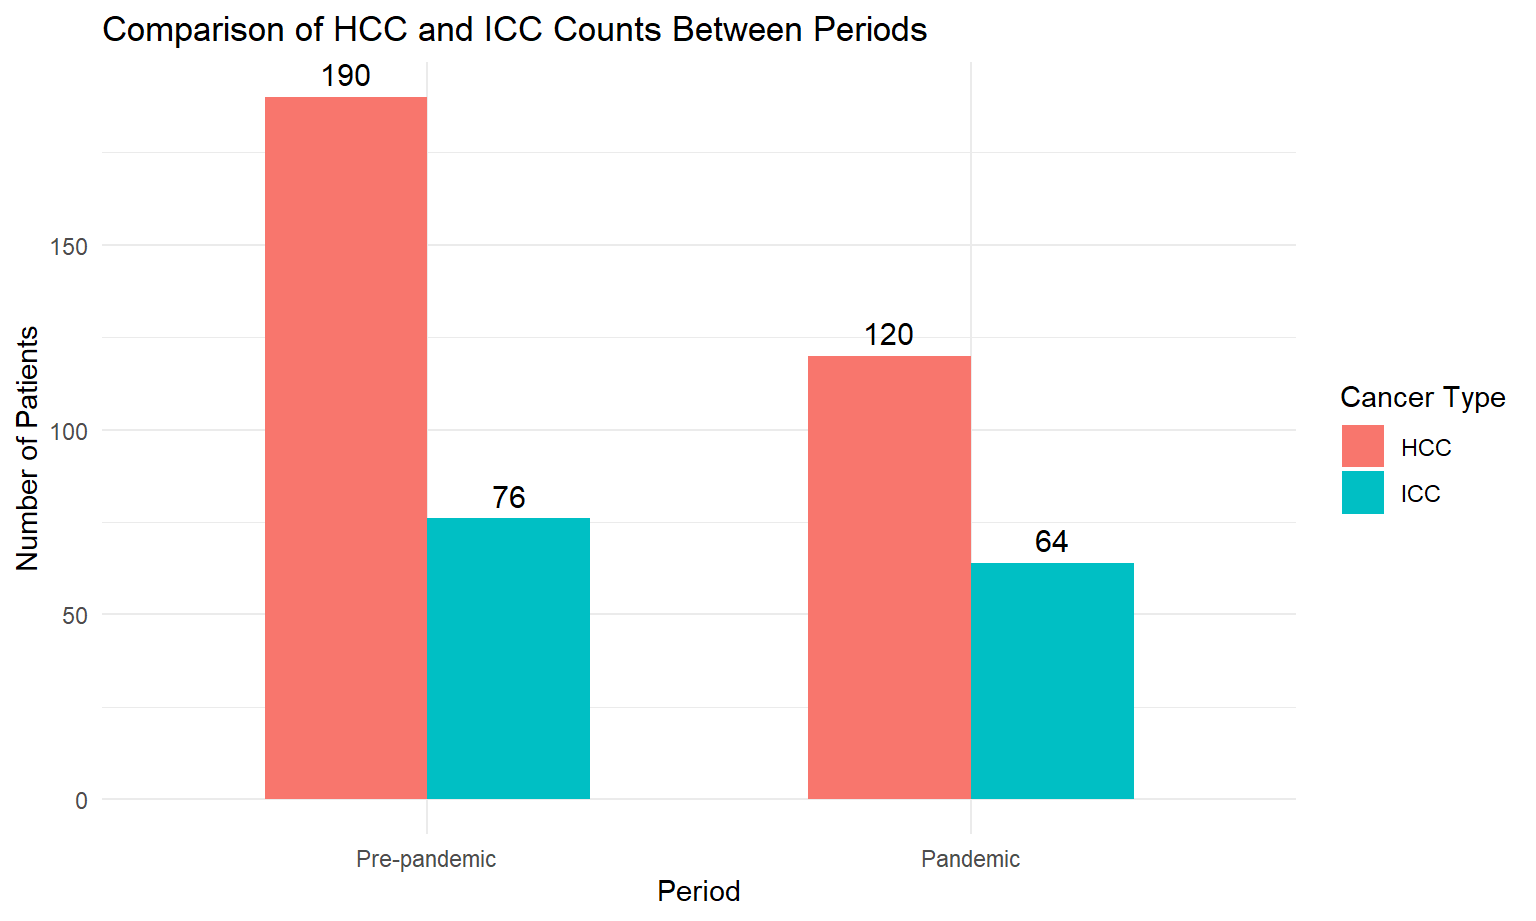 Comparison of HCC and ICC Counts Between Periods
190
120
76
64
150
100
50
0
Number of Patients
Pre-pandemic
Pandemic
Period
Cancer Type
HCC
ICC